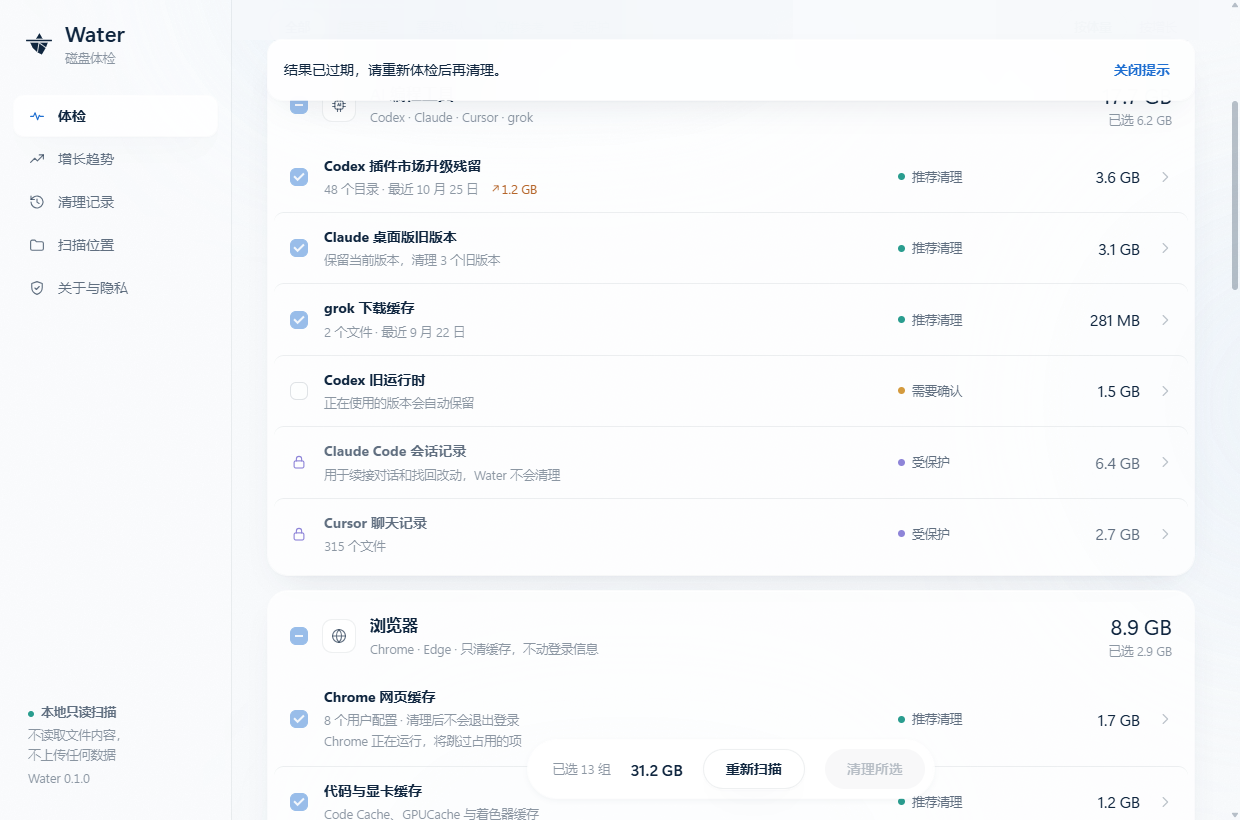 Water
磁盘体检
体检
增长趋势
清理记录
扫描位置
关于与隐私
本地只读扫描
不读取文件内容，
不上传任何数据
Water 0.1.0
结果已过期，请重新体检后再清理。
关闭提示
Codex · Claude · Cursor · grok
已选 6.2 GB
Codex 插件市场升级残留
48 个目录 · 最近 10 月 25 日 ↗1.2 GB
推荐清理
3.6 GB
Claude 桌面版旧版本
保留当前版本，清理 3 个旧版本
推荐清理
3.1 GB
grok 下载缓存
2 个文件 · 最近 9 月 22 日
推荐清理
281 MB
Codex 旧运行时
正在使用的版本会自动保留
需要确认
1.5 GB
Claude Code 会话记录
用于续接对话和找回改动，Water 不会清理
受保护
6.4 GB
Cursor 聊天记录
315 个文件
受保护
2.7 GB
浏览器
Chrome · Edge · 只清缓存，不动登录信息
8.9 GB
已选 2.9 GB
Chrome 网页缓存
8 个用户配置 · 清理后不会退出登录
Chrome 正在运行，将跳过占用的项
推荐清理
1.7 GB
代码与显卡缓存
Code Cache、GPUCache 与着色器缓存
推荐清理
1.2 GB
已选 13 组
31.2 GB
重新扫描
清理所选